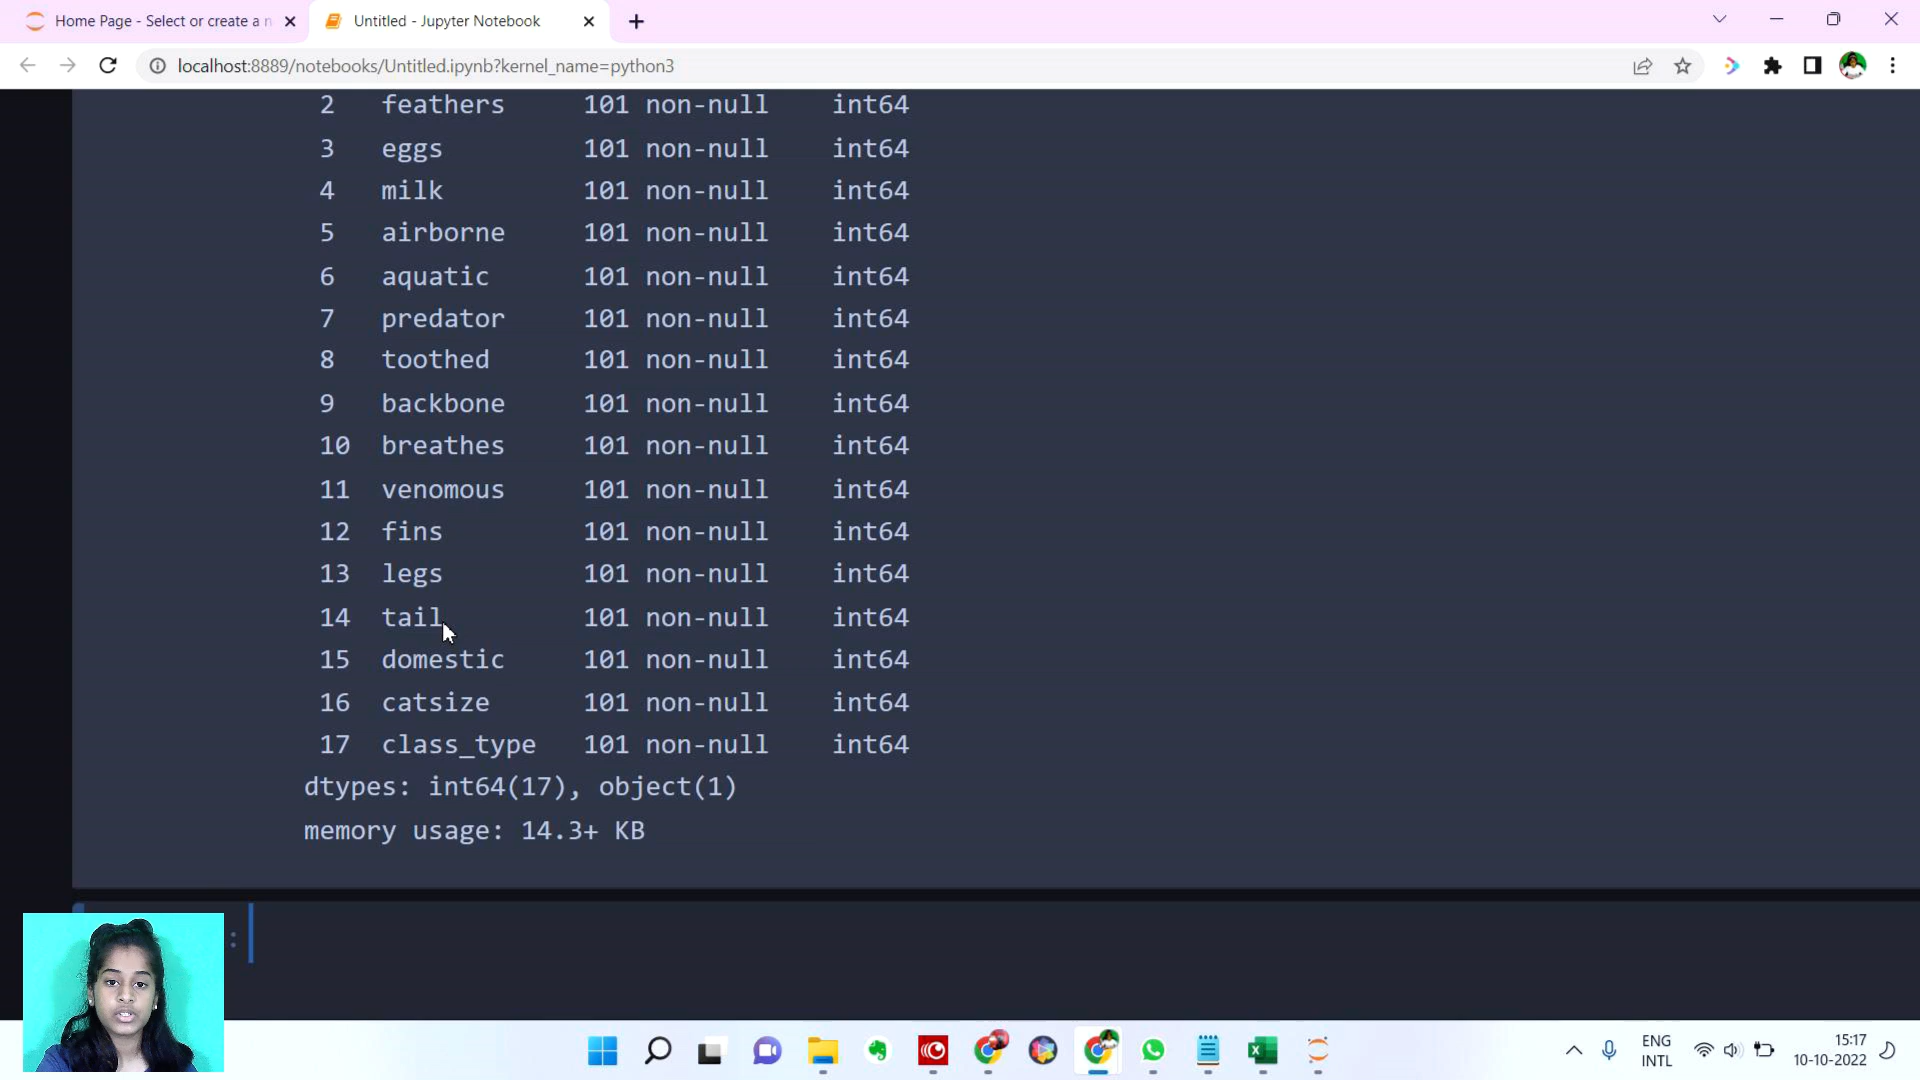 Home Page - Select or create a n
Untitled - Jupyter Notebook
localhost:8889/notebooks/Untitled.ipynb?kernel_name=python3
2 feathers 101 non-null int64
3 eggs 101 non-null int64
4 milk 101 non-null int64
5 airborne 101 non-null int64
6 aquatic 101 non-null int64
7 predator 101 non-null int64
8 toothed 101 non-null int64
9 backbone 101 non-null int64
10 breathes 101 non-null int64
11 venomous 101 non-null int64
12 fins 101 non-null int64
13 legs 101 non-null int64
14 tail 101 non-null int64
15 domestic 101 non-null int64
16 catsize 101 non-null int64
17 class_type 101 non-null int64
dtypes: int64(17), object(1)
memory usage: 14.3+ KB
:
ENG
INTL
15:17
10-10-2022